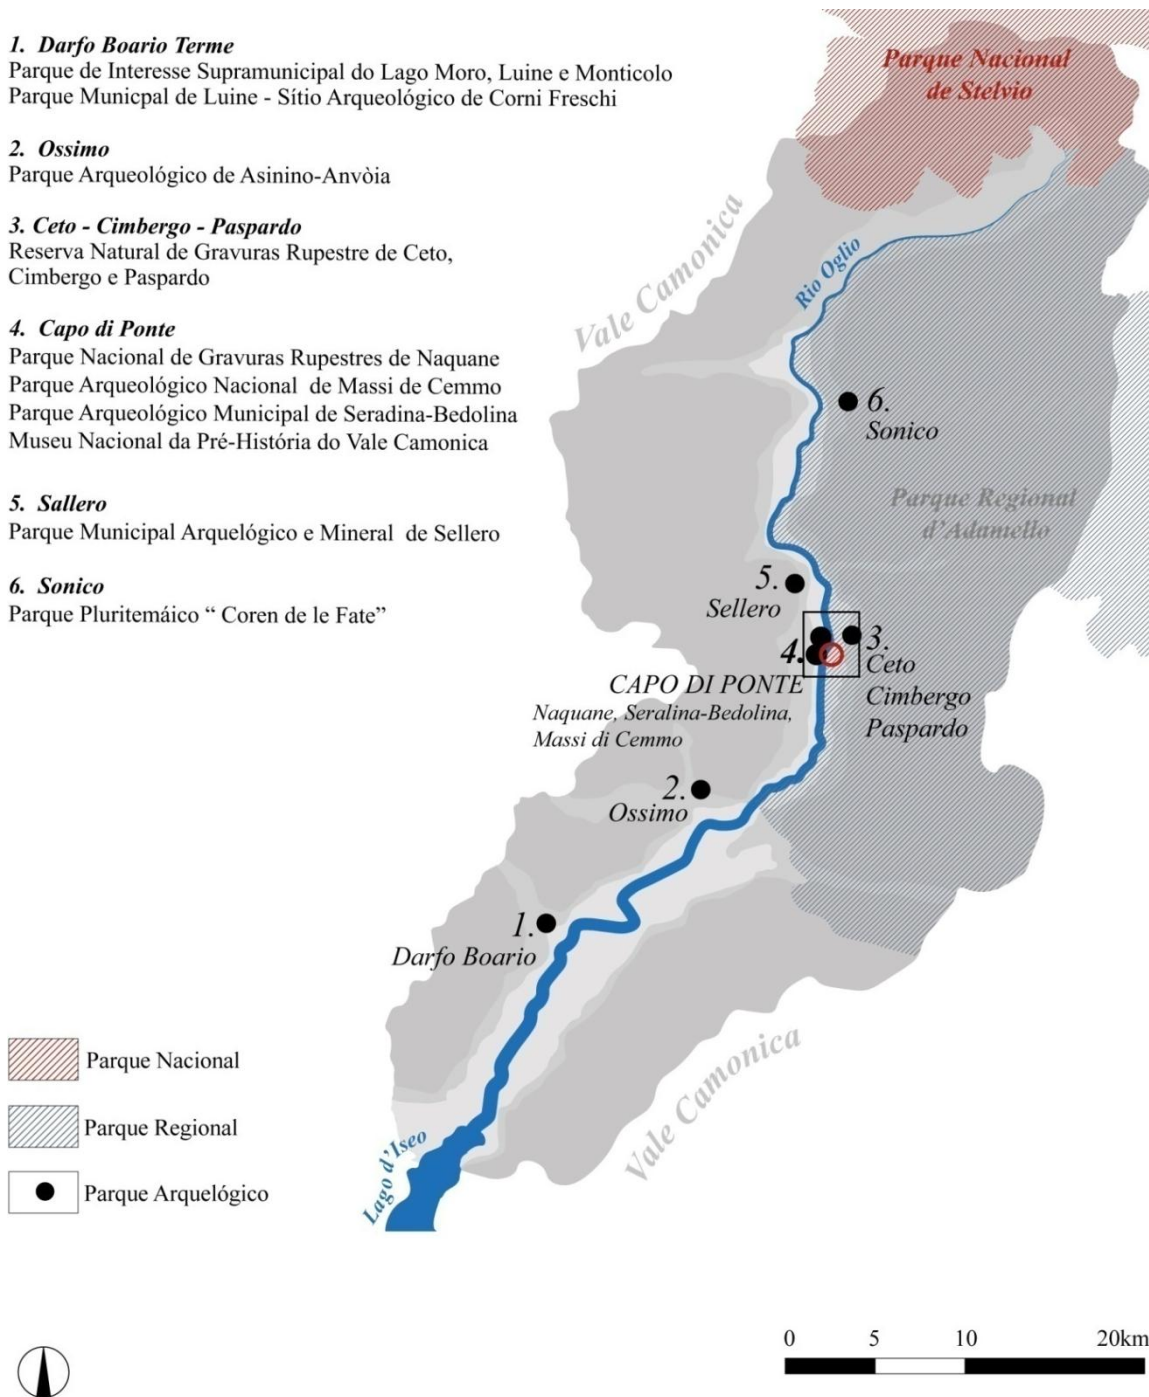 1. Darfo Boario Terme
Parque de Interesse Supramunicipal do Lago Moro, Luine e Monticolo
Parque Municpal de Luine - Sítio Arqueológico de Corni Freschi
2. Ossimo
Parque Arqueológico de Asinino-Anvòia
3. Ceto - Cimbergo - Paspardo
Reserva Natural de Gravuras Rupestre de Ceto,
Cimbergo e Paspardo
4. Capo di Ponte
Parque Nacional de Gravuras Rupestres de Naquane
Parque Arqueológico Nacional de Massi de Cemmo
Parque Arqueológico Municipal de Seradina-Bedolina
Museu Nacional da Pré-História do Vale Camonica
5. Sallero
Parque Municipal Arquelógico e Mineral de Sellero
6. Sonico
Parque Pluritemáico “ Coren de le Fate”
Parque Nacional
de Stelvio
Vale Camonica
Rio Oglio
6.
Sonico
Parque Regional
d’Adamello
5.
Sellero
4.
3.
Ceto
Cimbergo
Paspardo
CAPO DI PONTE
Naquane, Seralina-Bedolina,
Massi di Cemmo
2.
Ossimo
1.
Darfo Boario
Vale Camonica
Lago d’Iseo
Parque Nacional
Parque Regional
Parque Arquelógico
0 5 10 20km